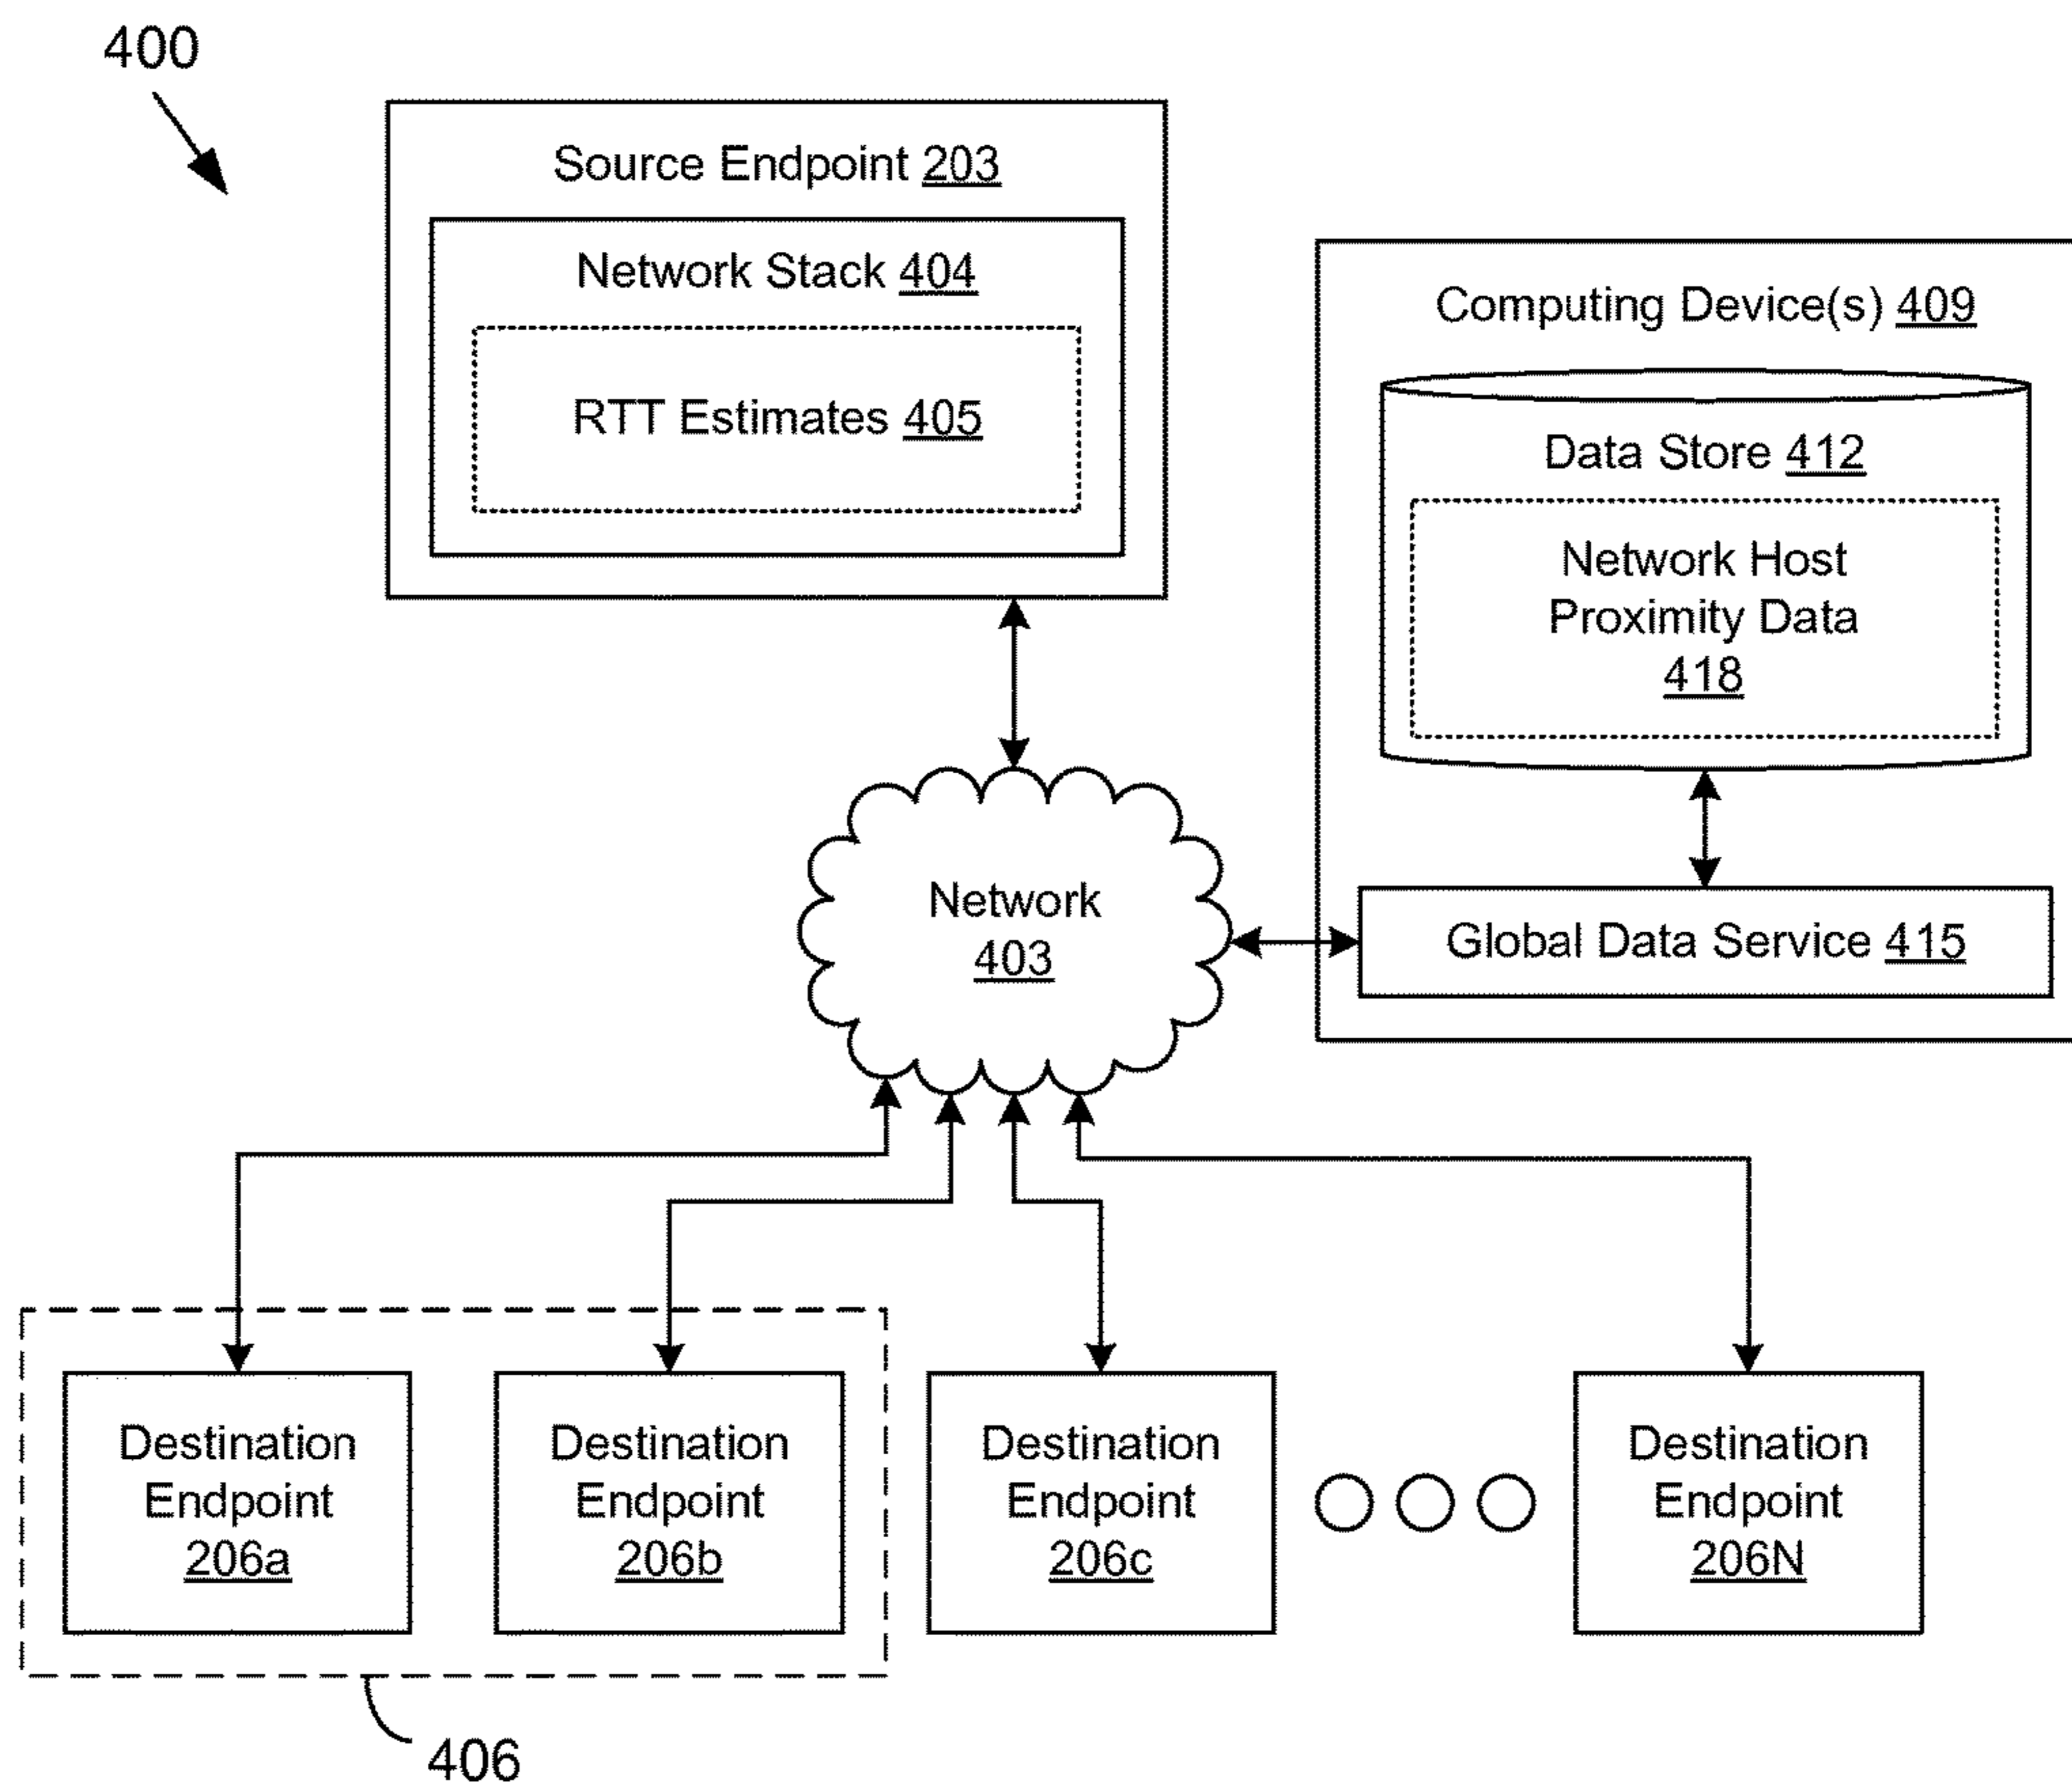 400
Source Endpoint 203
Network Stack 404
RTT Estimates 405
Computing Device(s) 409
Data Store 412
Network Host
Proximity Data
418
Network
403
Global Data Service 415
Destination
Endpoint
206a
Destination
Endpoint
206b
Destination
Endpoint
206c
Destination
Endpoint
206N
406